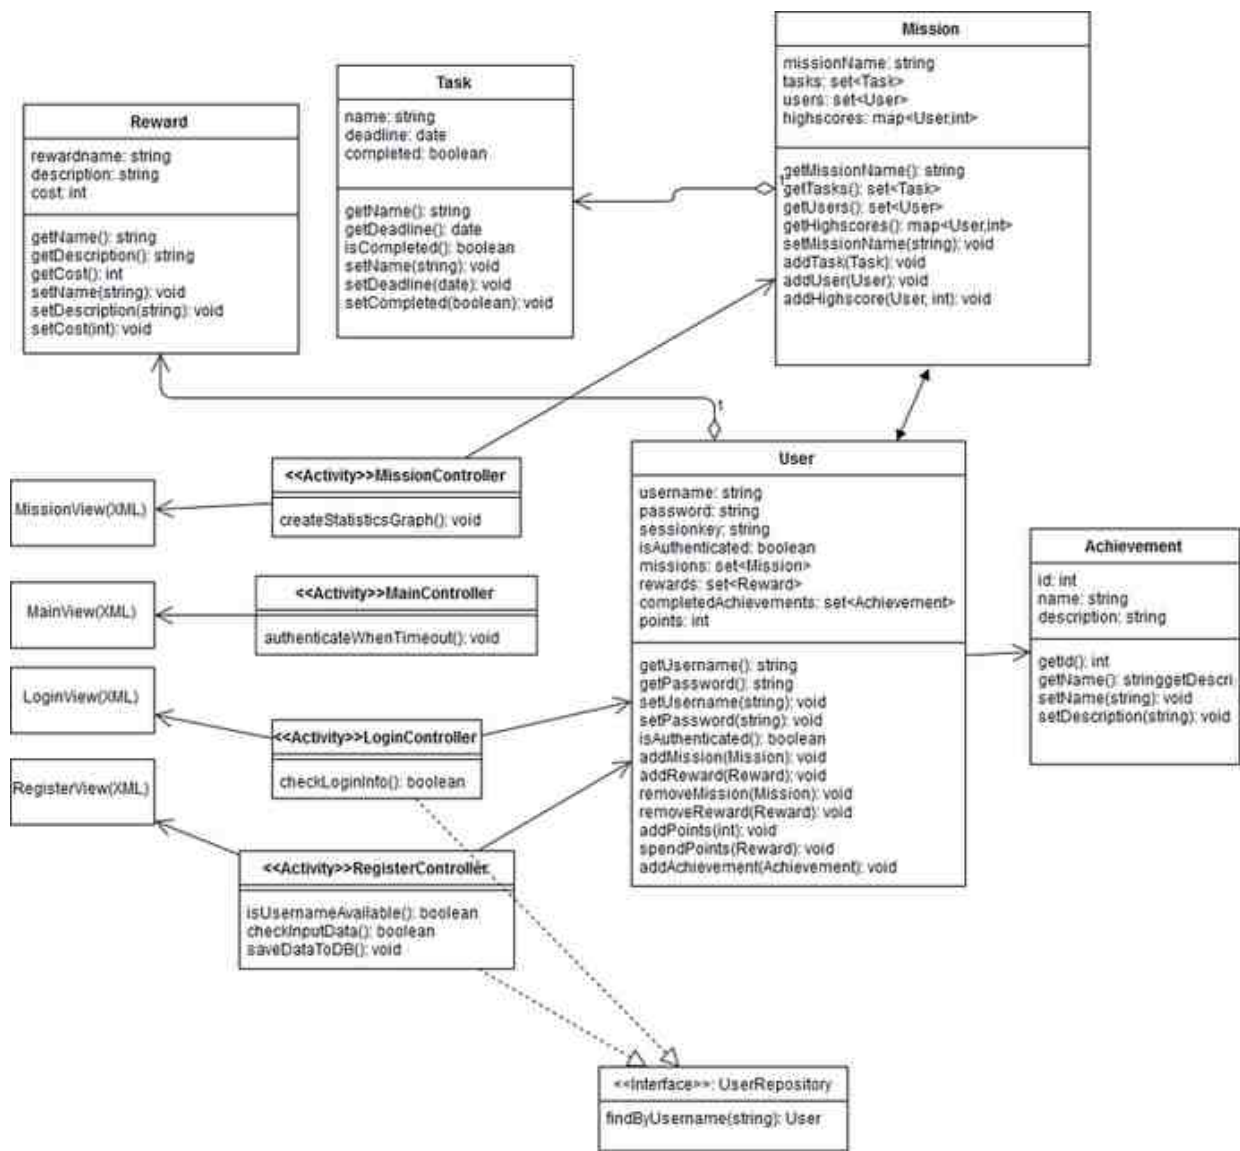 Mission
missionName: string
tasks: set<Task>
users: set<User>
highscores: map<User,int>
getMissionName(): string
getTasks(): set<Task>
getUsers(): set<User>
getHighscores(): map<User,int>
setMissionName(string): void
addTask(Task): void
addUser(User): void
addHighscore(User, int): void
1
Task
name: string
deadline: date
completed: boolean
getName(): string
getDeadline(): date
isCompleted(): boolean
setName(string): void
setDeadline(date): void
setCompleted(boolean): void
Reward
rewardname: string
description: string
cost: int
getName(): string
getDescription(): string
getCost(): int
setName(string): void
setDescription(string): void
setCost(int): void
1
<<Activity>>MissionController
createStatisticsGraph(): void
MissionView(XML)
<<Activity>>MainController
authenticateWhenTimeout(): void
MainView(XML)
LoginView(XML)
<<Activity>>LoginController
checkLoginInfo(): boolean
RegisterView(XML)
<<Activity>>RegisterController
isUsernameAvailable(): boolean
checkInputData(): boolean
saveDataToDB(): void
User
username: string
password: string
sessionkey: string
isAuthenticated: boolean
missions: set<Mission>
rewards: set<Reward>
completedAchievements: set<Achievement>
points: int
getUsername(): string
getPassword(): string
setUsername(string): void
setPassword(string): void
isAuthenticated(): boolean
addMission(Mission): void
addReward(Reward): void
removeMission(Mission): void
removeReward(Reward): void
addPoints(int): void
spendPoints(Reward): void
addAchievement(Achievement): void
Achievement
id: int
name: string
description: string
getId(): int
getName(): stringgetDescri
setName(string): void
setDescription(string): void
<<Interface>>: UserRepository
findByUsername(string): User